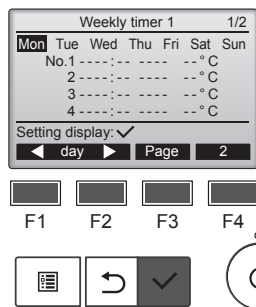 Weekly timer 1 1/2
Mon Tue Wed Thu Fri Sat Sun
No.1 - - - - : - - - - - - - - ° C
2 - - - - : - - - - - - - - ° C
3 - - - - : - - - - - - - - ° C
4 - - - - : - - - - - - - - ° C
Setting display: ✓
◀ day ▶ Page 2
F1 F2 F3 F4